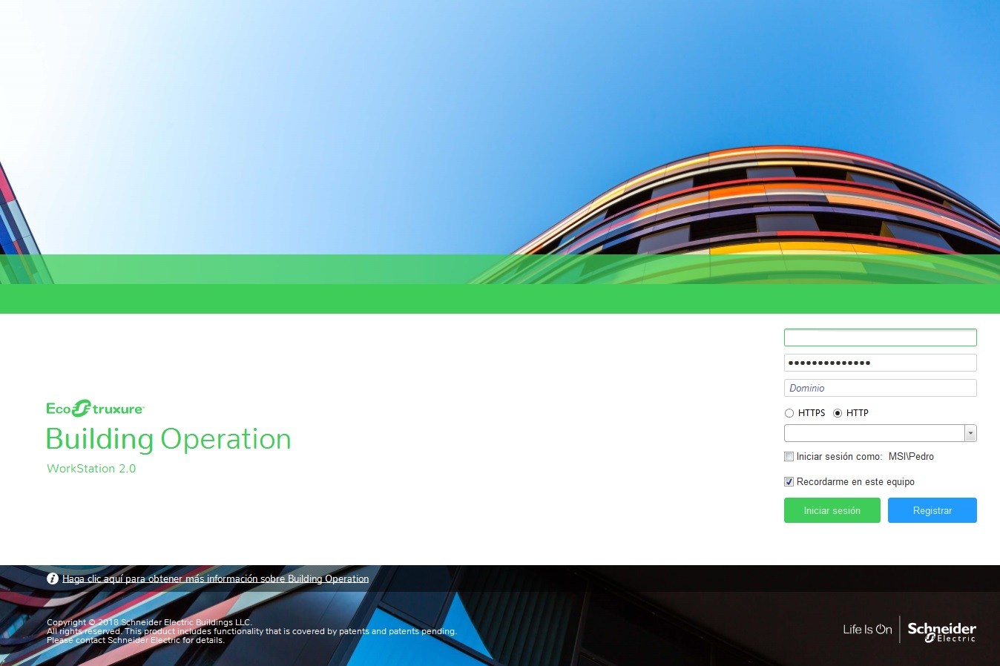 ••••••••••••••
Dominio
HTTPS HTTP
Iniciar sesión como: MSI\Pedro
Recordarme en este equipo
Iniciar sesión Registrar
EcoStruxure™
Building Operation
WorkStation 2.0
Haga clic aquí para obtener más información sobre Building Operation
Copyright © 2018 Schneider Electric Buildings LLC.
All rights reserved. This product includes functionality that is covered by patents and patents pending.
Please contact Schneider Electric for details.
Life Is On
Schneider
Electric